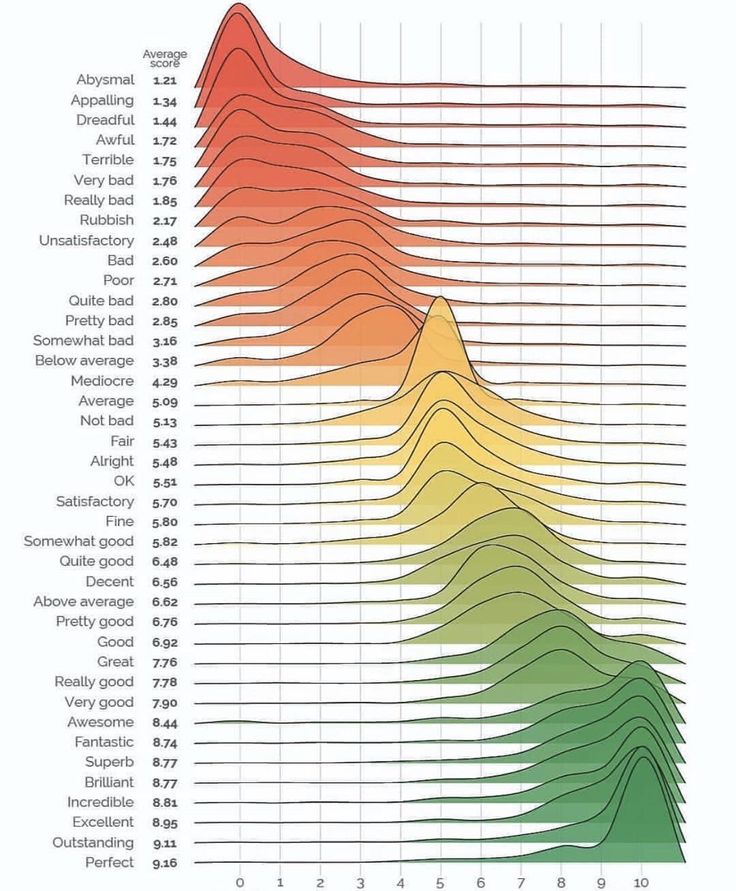 Average
score
Abysmal 1.21
Appalling 1.34
Dreadful 1.44
Awful 1.72
Terrible 1.75
Very bad 1.76
Really bad 1.85
Rubbish 2.17
Unsatisfactory 2.48
Bad 2.60
Poor 2.71
Quite bad 2.80
Pretty bad 2.85
Somewhat bad 3.16
Below average 3.38
Mediocre 4.29
Average 5.09
Not bad 5.13
Fair 5.43
Alright 5.48
OK 5.51
Satisfactory 5.70
Fine 5.80
Somewhat good 5.82
Quite good 6.48
Decent 6.56
Above average 6.62
Pretty good 6.76
Good 6.92
Great 7.76
Really good 7.78
Very good 7.90
Awesome 8.44
Fantastic 8.74
Superb 8.77
Brilliant 8.77
Incredible 8.81
Excellent 8.95
Outstanding 9.11
Perfect 9.16
0 1 2 3 4 5 6 7 8 9 10